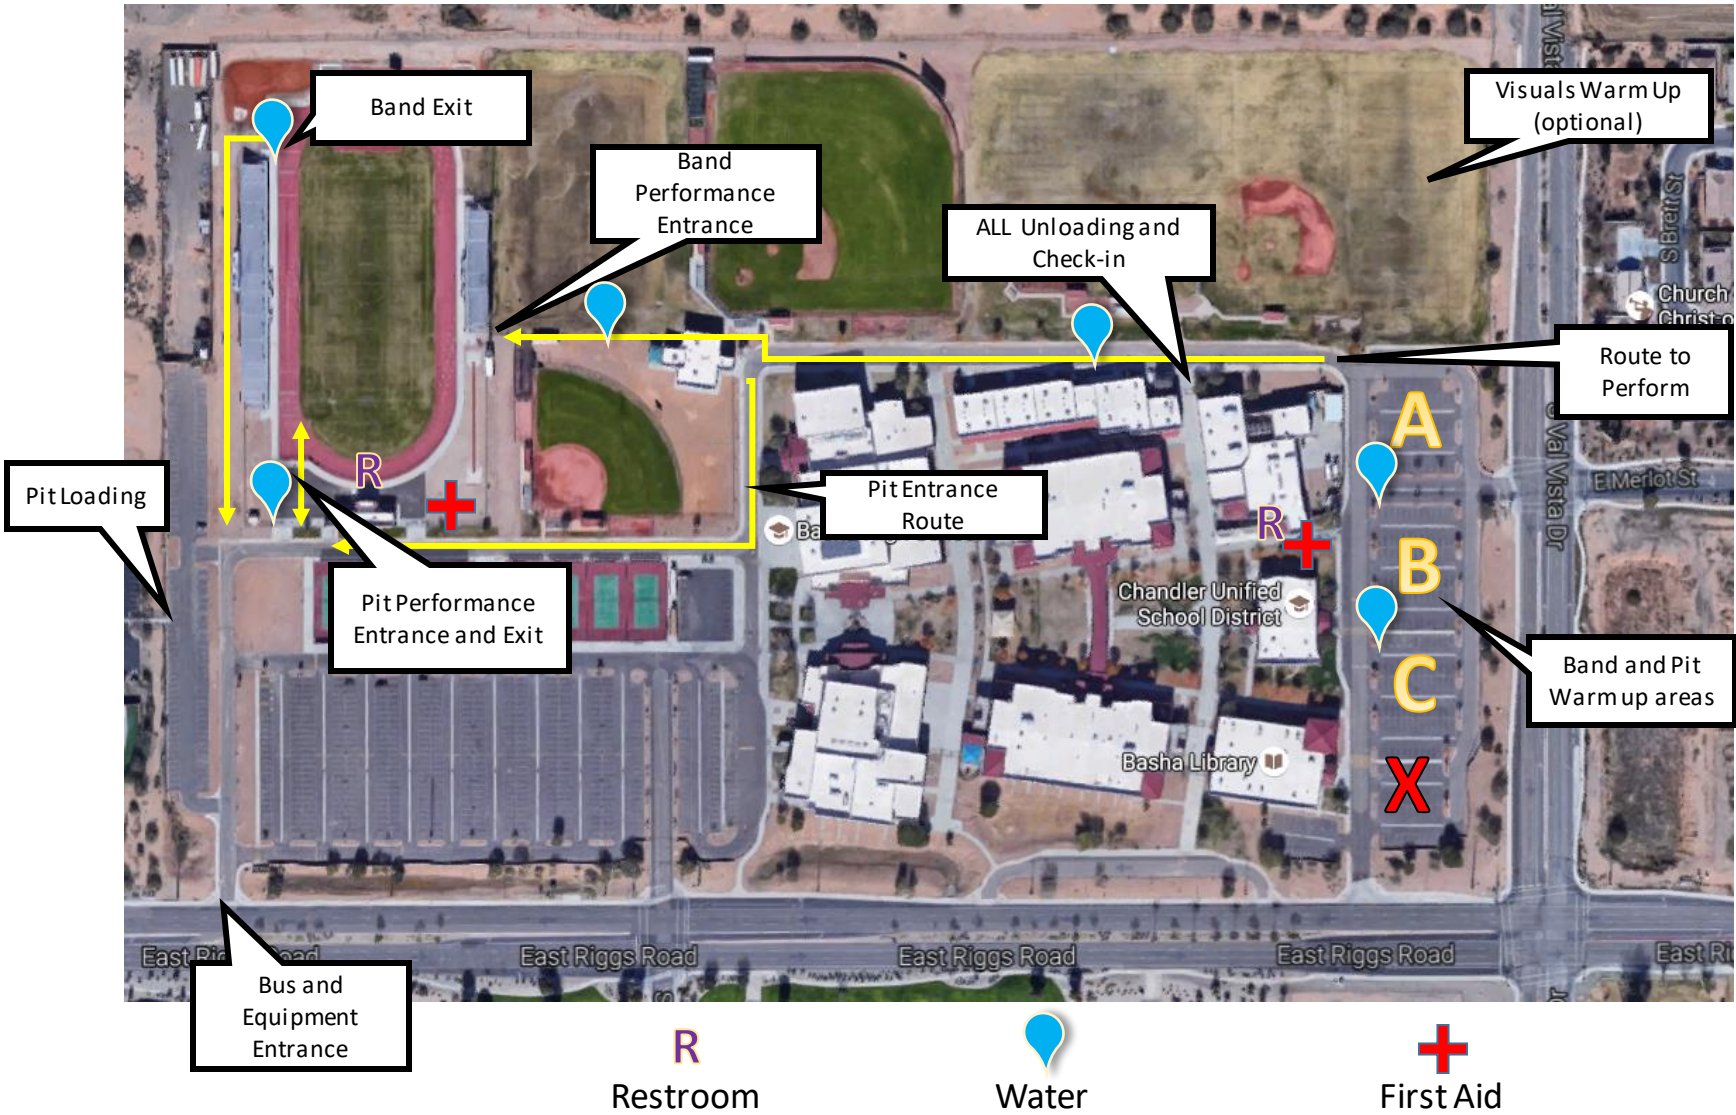 Band Exit
Visuals Warm Up
(optional)
Band
Performance
Entrance
ALL Unloading and
Check-in
S Brett St
Church
Route to
Perform
A
R
Pit Loading
Pit Entrance
Route
E Merlot St
Val Vista Dr
R
B
Pit Performance
Entrance and Exit
Chandler Unified
School District
C
Band and Pit
Warm up areas
Basha Library
X
East Riggs Road
East Riggs Road
East Riggs Road
Bus and
Equipment
Entrance
R
Restroom
Water
First Aid